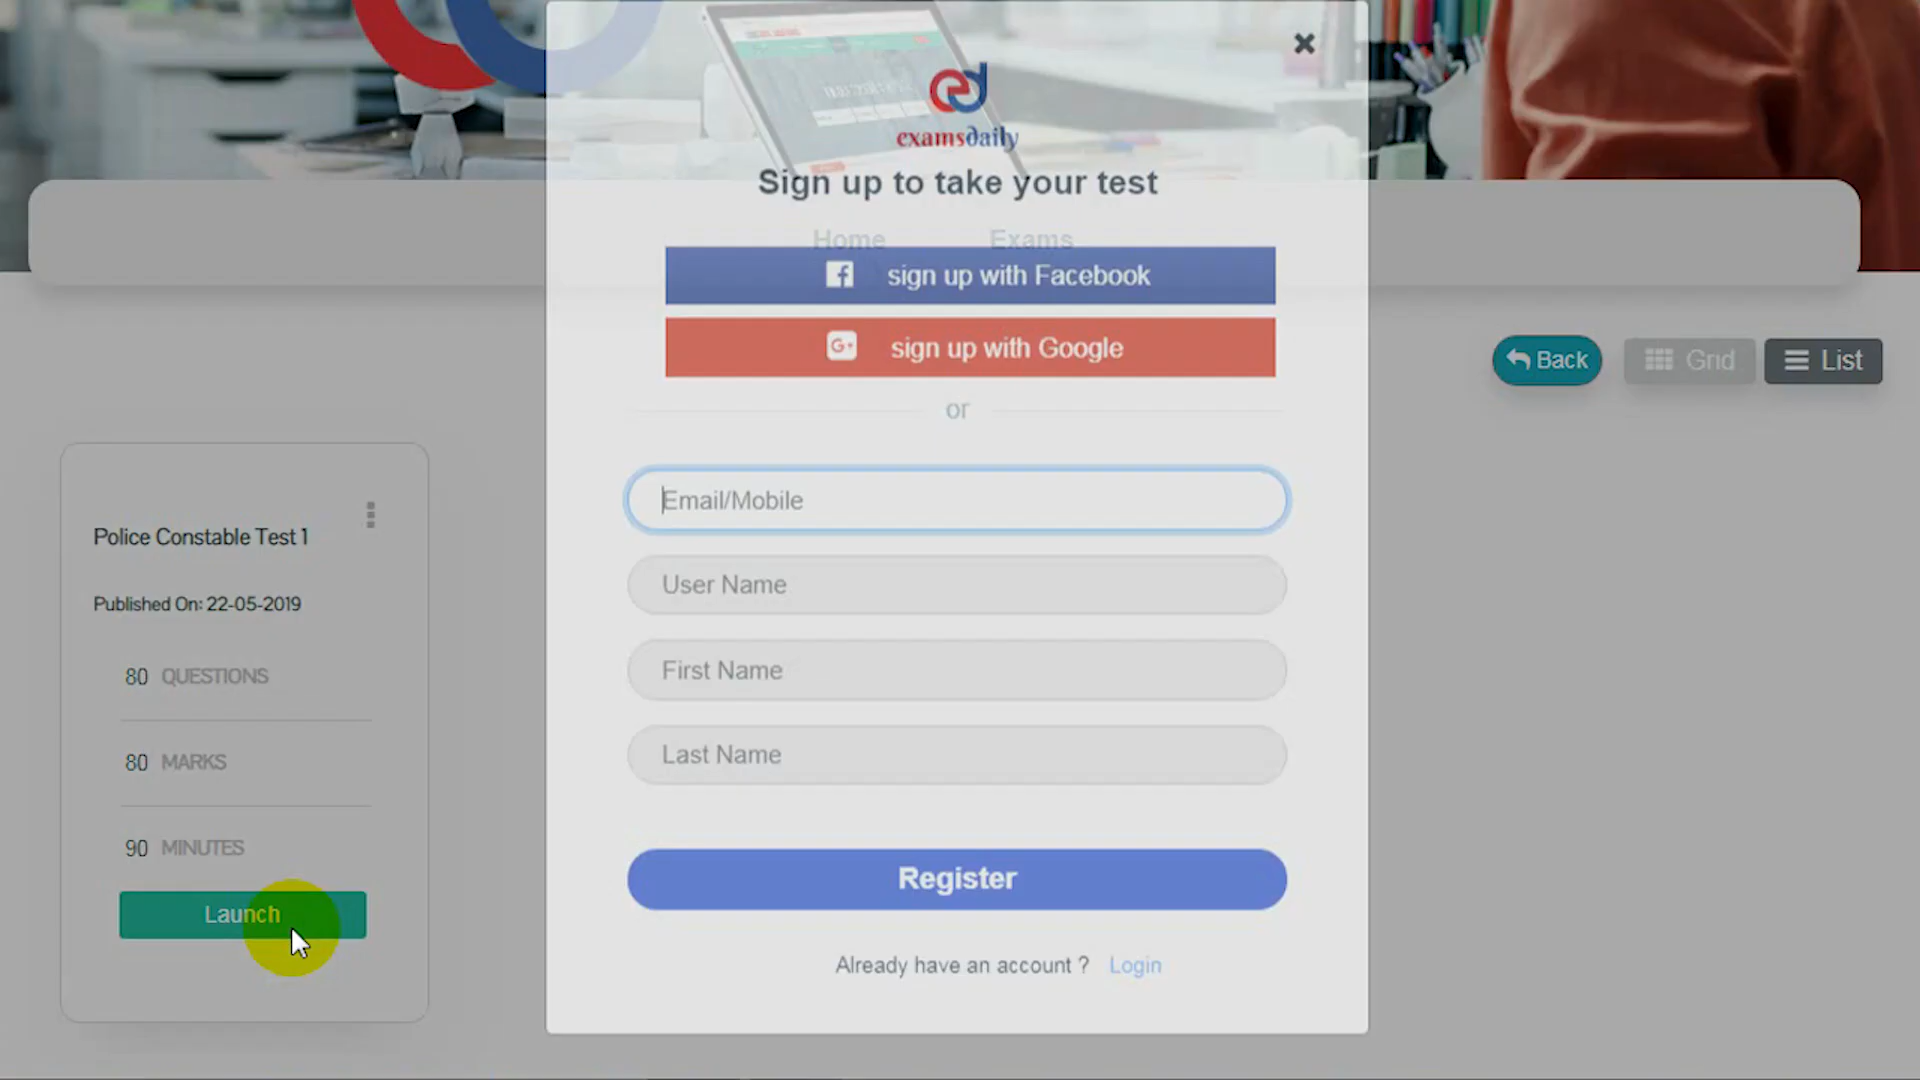 examsdaily
Sign up to take your test
Home Exams
sign up with Facebook
G+ sign up with Google
or
Back Grid List
Email/Mobile
User Name
First Name
Last Name
Register
Already have an account ? Login
Police Constable Test 1
Published On: 22-05-2019
80 QUESTIONS
80 MARKS
90 MINUTES
Launch